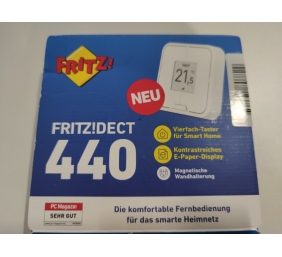 FRITZ!
21,5
NEU
FRITZ!DECT
440
Vierfach-Taster
für Smart Home
Kontrastreiches
E-Paper-Display
Magnetische
Wandhalterung
PC Magazin
SEHR GUT
Die komfortable Fernbedienung
für das smarte Heimnetz